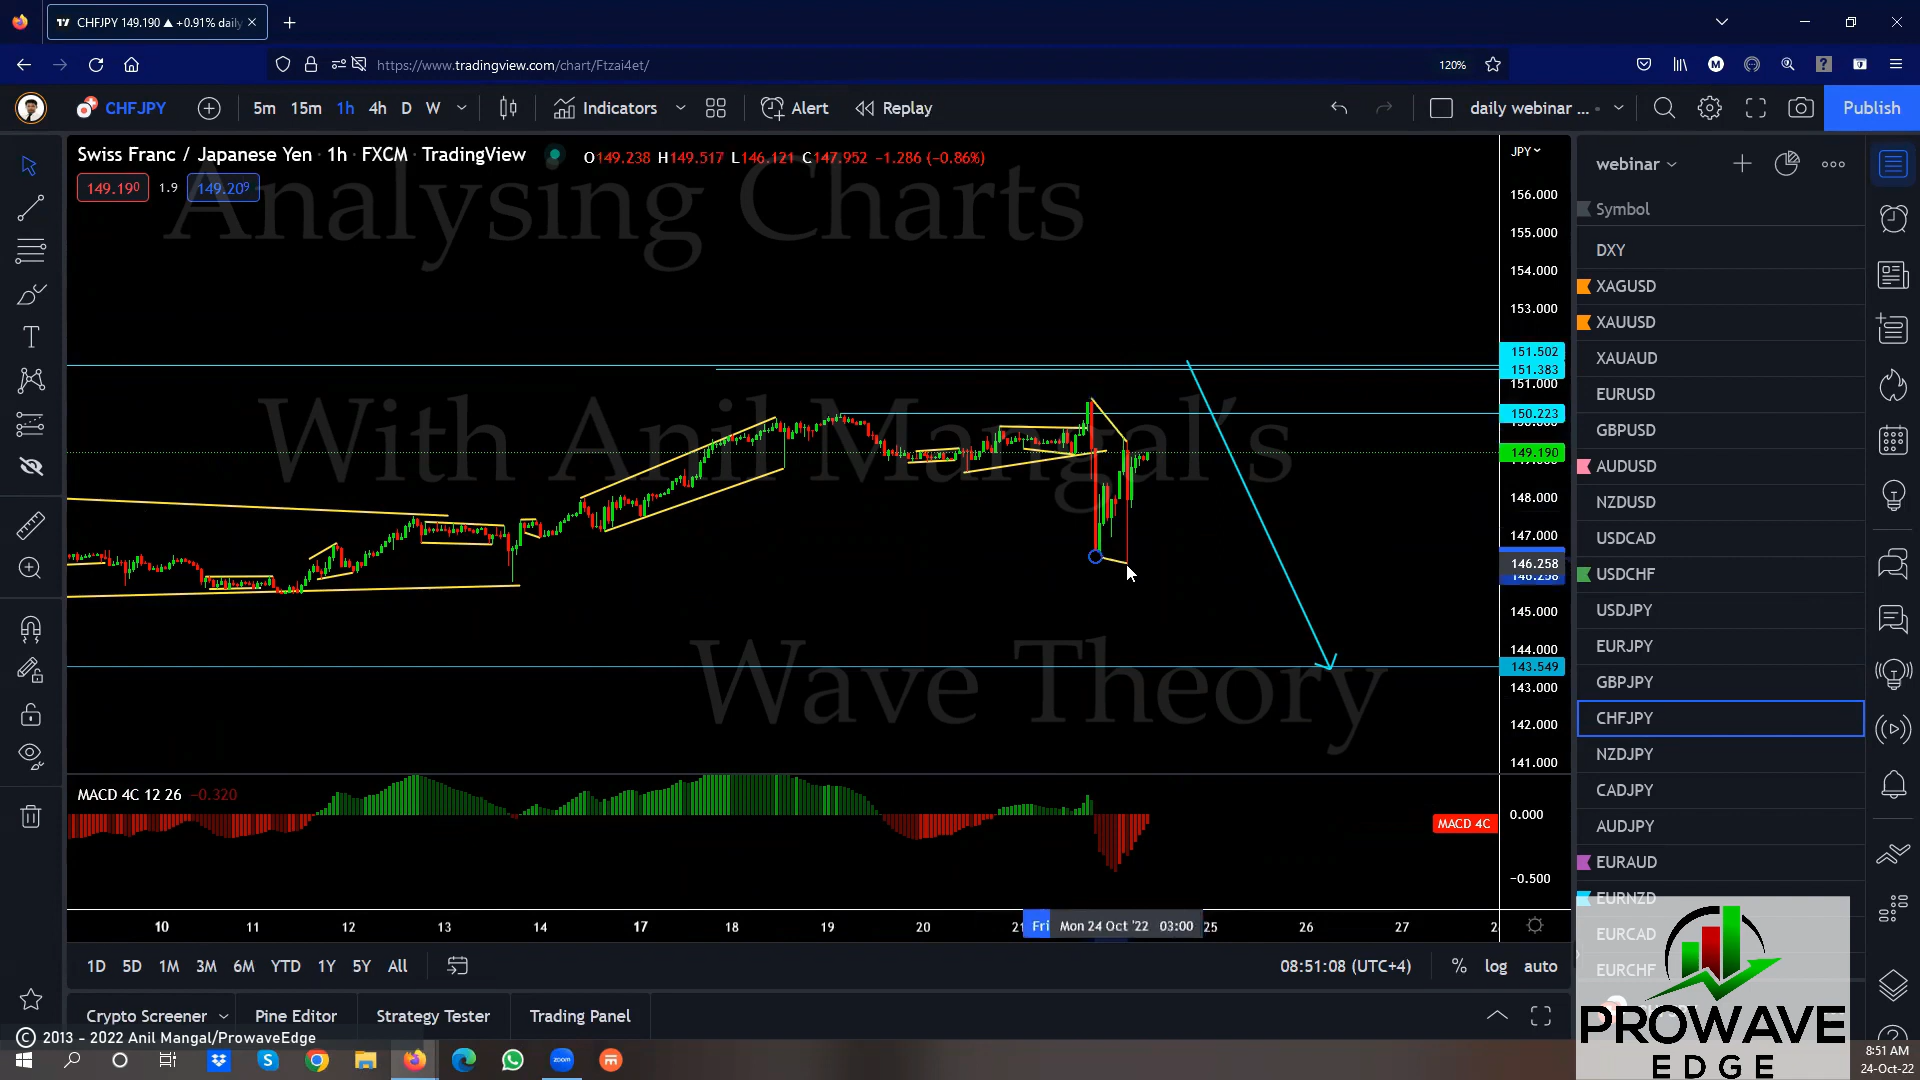 CHFJPY 149.190 ▲ +0.91% daily
https://www.tradingview.com/chart/Ftzai4et/
120%
CHFJPY
5m 15m 1h 4h D W
Indicators
Alert
Replay
daily webinar ...
Publish
Swiss Franc / Japanese Yen · 1h · FXCM · TradingView
O149.238 H149.517 L146.121 C147.952 −1.286 (−0.86%)
149.190 1.9 149.209
Analysing Charts
With Anil Mangal's
Wave Theory
JPY
156.000
155.000
154.000
153.000
151.502
151.383
151.000
150.223
149.190
148.000
147.000
146.258
145.000
144.000
143.549
143.000
142.000
141.000
MACD 4C 12 26 −0.320
0.000
MACD 4C
−0.500
10 11 12 13 14 17 18 19 20 21 Fri Mon 24 Oct '22 03:00 25 26 27 2
1D 5D 1M 3M 6M YTD 1Y 5Y All
08:51:08 (UTC+4) % log auto
Crypto Screener Pine Editor Strategy Tester Trading Panel
© 2013 - 2022 Anil Mangal/ProwaveEdge
webinar
Symbol
DXY
XAGUSD
XAUUSD
XAUAUD
EURUSD
GBPUSD
AUDUSD
NZDUSD
USDCAD
USDCHF
USDJPY
EURJPY
GBPJPY
CHFJPY
NZDJPY
CADJPY
AUDJPY
EURAUD
EURNZD
EURCAD
EURCHF
PROWAVE
EDGE
8:51 AM
24-Oct-22